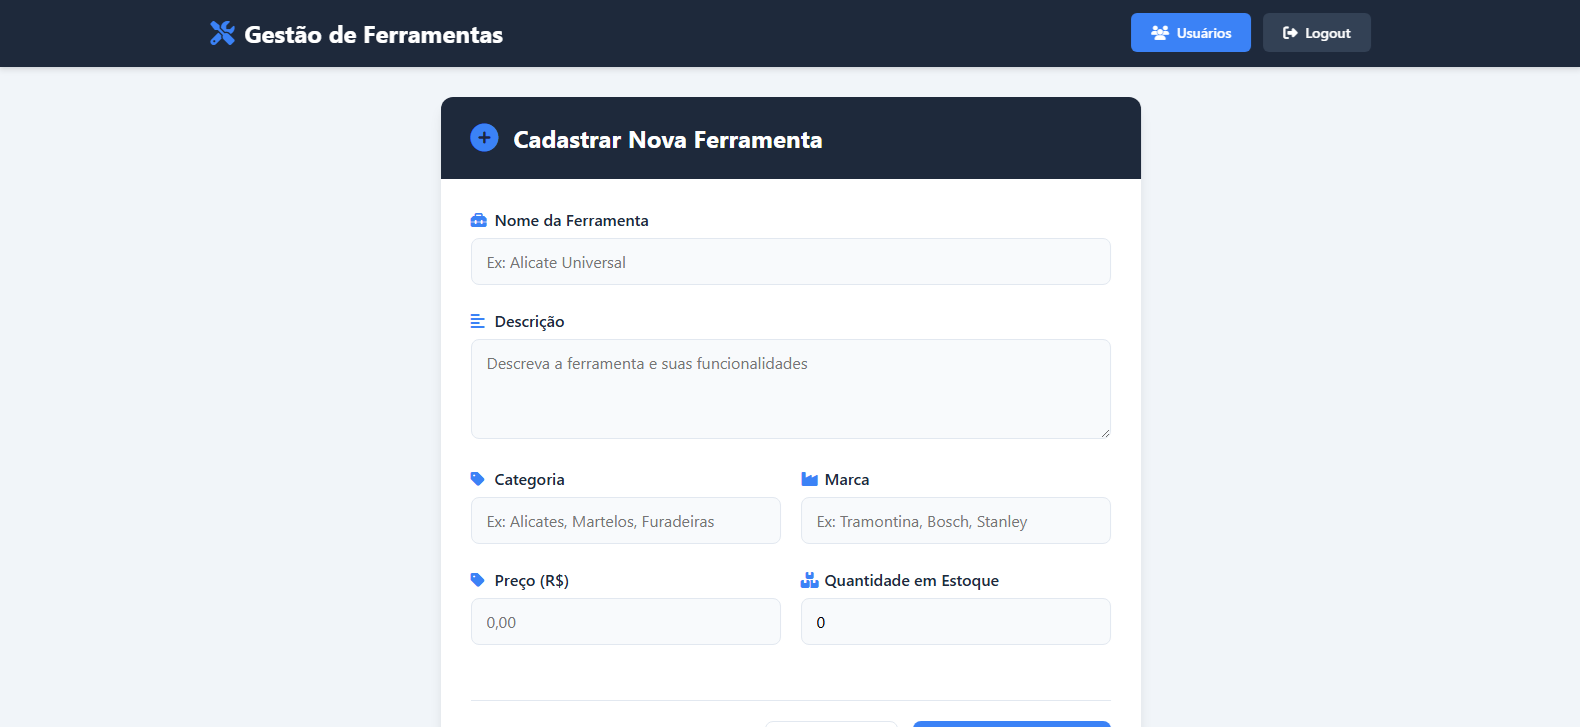 Gestão de Ferramentas
Usuários
Logout
Cadastrar Nova Ferramenta
Nome da Ferramenta
Ex: Alicate Universal
Descrição
Descreva a ferramenta e suas funcionalidades
Categoria
Marca
Ex: Alicates, Martelos, Furadeiras
Ex: Tramontina, Bosch, Stanley
Preço (R$)
Quantidade em Estoque
0,00
0